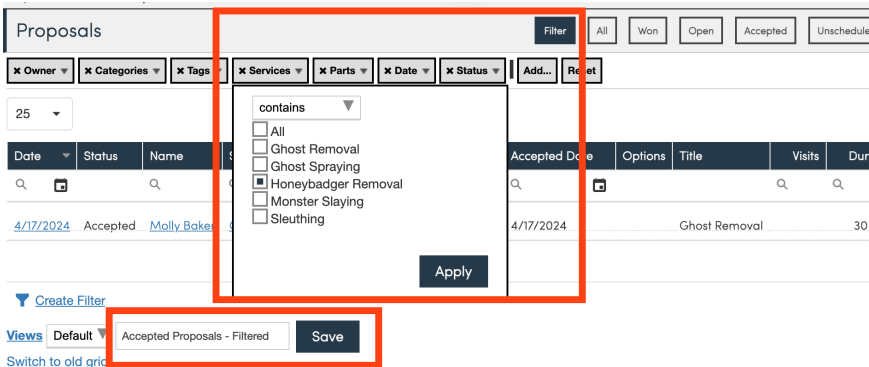 Proposals Filter All Won Open Accepted Unschedule
× Owner × Categories × Tags × Services × Parts × Date × Status Add... Reset
contains
25
All
Ghost Removal
Ghost Spraying
Honeybadger Removal
Monster Slaying
Sleuthing
Apply
Date Status Name Accepted Date Options Title Visits Dur
4/17/2024 Accepted Molly Baker 4/17/2024 Ghost Removal 30
Create Filter
Views Default Accepted Proposals - Filtered Save
Switch to old grid